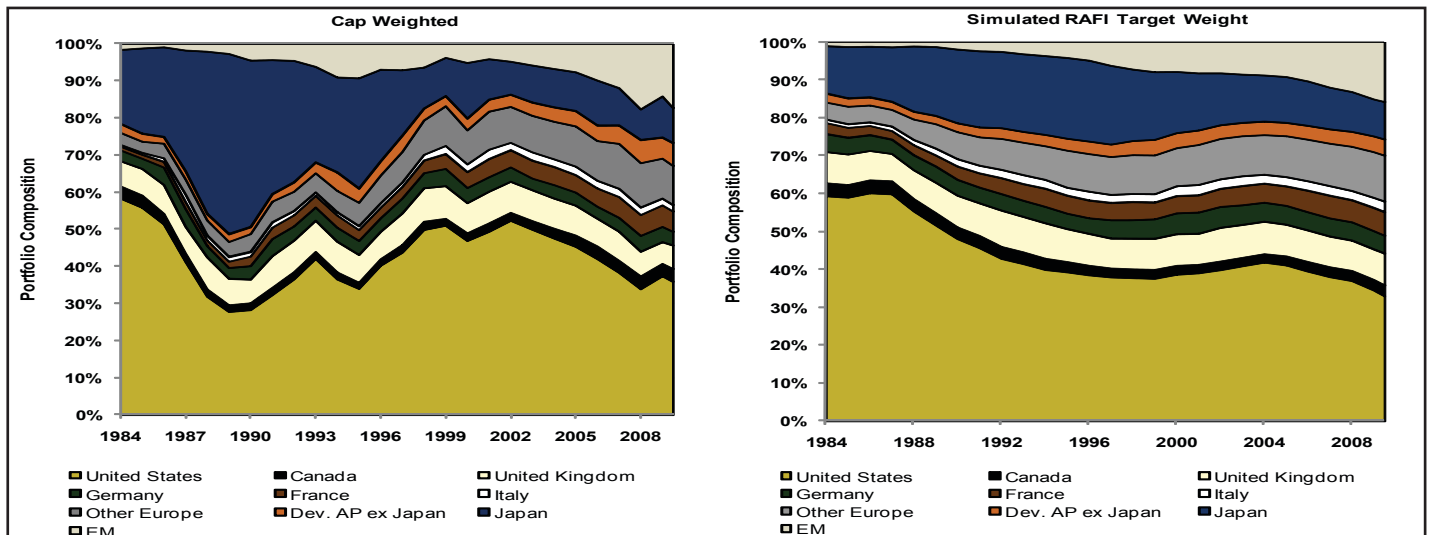 Cap Weighted
Portfolio Composition
100%
90%
80%
70%
60%
50%
40%
30%
20%
10%
0%
1984 1987 1990 1993 1996 1999 2002 2005 2008
United States Canada United Kingdom
Germany France Italy
Other Europe Dev. AP ex Japan Japan
EM
Simulated RAFI Target Weight
Portfolio Composition
100%
90%
80%
70%
60%
50%
40%
30%
20%
10%
0%
1984 1988 1992 1996 2000 2004 2008
United States Canada United Kingdom
Germany France Italy
Other Europe Dev. AP ex Japan Japan
EM